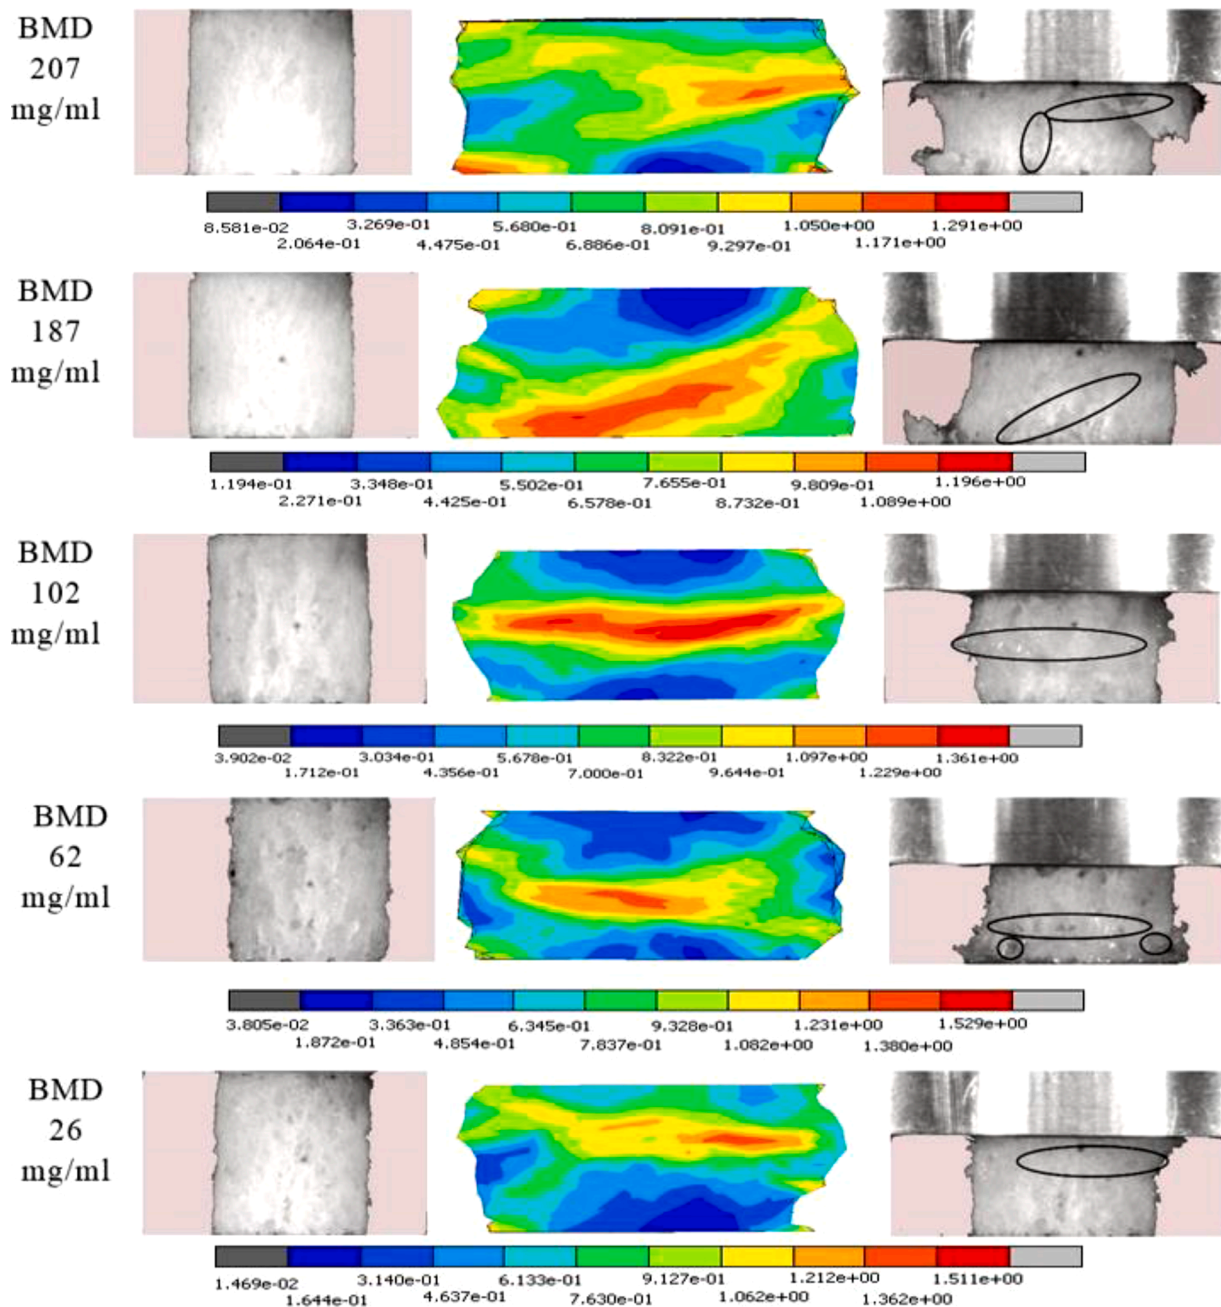 BMD
207
mg/ml
8.581e-02 3.269e-01 5.680e-01 8.091e-01 1.050e+00 1.291e+00
2.064e-01 4.475e-01 6.886e-01 9.297e-01 1.171e+00
BMD
187
mg/ml
1.194e-01 3.348e-01 5.502e-01 7.655e-01 9.809e-01 1.196e+00
2.271e-01 4.425e-01 6.578e-01 8.732e-01 1.089e+00
BMD
102
mg/ml
3.902e-02 3.034e-01 5.678e-01 8.322e-01 1.097e+00 1.361e+00
1.712e-01 4.356e-01 7.000e-01 9.644e-01 1.229e+00
BMD
62
mg/ml
3.805e-02 3.363e-01 6.345e-01 9.328e-01 1.231e+00 1.529e+00
1.872e-01 4.854e-01 7.837e-01 1.082e+00 1.380e+00
BMD
26
mg/ml
1.469e-02 3.140e-01 6.133e-01 9.127e-01 1.212e+00 1.511e+00
1.644e-01 4.637e-01 7.630e-01 1.062e+00 1.362e+00